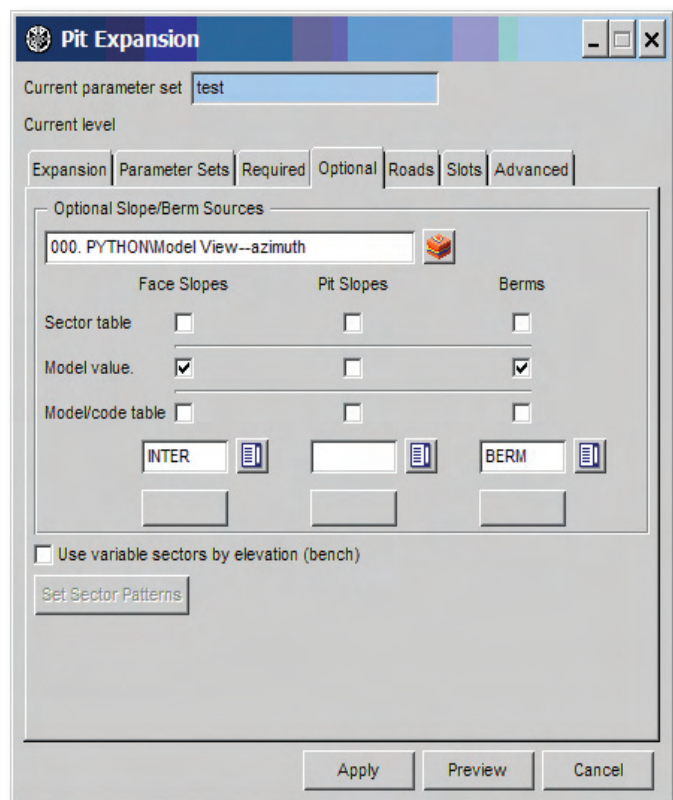 Pit Expansion
Current parameter set test
Current level
Expansion Parameter Sets Required Optional Roads Slots Advanced
Optional Slope/Berm Sources
000. PYTHON\Model View--azimuth
Face Slopes Pit Slopes Berms
Sector table
Model value.
Model/code table
INTER BERM
Use variable sectors by elevation (bench)
Set Sector Patterns
Apply Preview Cancel